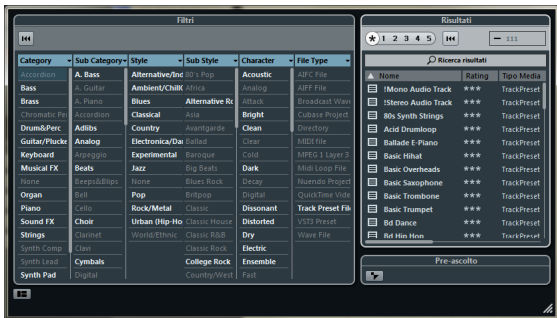 Filtri
Category Sub Category Style Sub Style Character File Type
Accordion A. Bass Alternative/Ind 80's Pop Acoustic AIFC File
Bass A. Guitar Ambient/ChillO Africa Analog AIFF File
Brass A. Piano Blues Alternative Ro Attack Broadcast Wave
Chromatic Per Accordion Classical Asia Bright Cubase Project
Drum&Perc Adlibs Country Avantgarde Clean Directory
Guitar/Plucke Analog Electronica/Da Ballad Clear MIDI file
Keyboard Arpeggio Experimental Baroque Cold MPEG 1 Layer 3
Musical FX Beats Jazz Big Beats Dark Midi Loop File
None Beeps&Blips None Blues Rock Decay Nuendo Project
Organ Bell Pop Britpop Digital QuickTime Vide
Piano Cello Rock/Metal Classic Dissonant Track Preset File
Sound FX Choir Urban (Hip-Ho Classic House Distorted VST3 Preset
Strings Clarinet World/Ethnic Classic R&B Dry Wave File
Synth Comp Clavi Classic Rock Electric
Synth Lead Cymbals College Rock Ensemble
Synth Pad Digital Country/West Fast
Risultati
1 2 3 4 5
111
Ricerca risultati
Nome Rating Tipo Media
!Mono Audio Track *** TrackPreset
!Stereo Audio Track *** TrackPreset
80s Synth Strings *** TrackPreset
Acid Drumloop *** TrackPreset
Ballade E-Piano *** TrackPreset
Basic Hihat *** TrackPreset
Basic Overheads *** TrackPreset
Basic Saxophone *** TrackPreset
Basic Trombone *** TrackPreset
Basic Trumpet *** TrackPreset
Bd Dance *** TrackPreset
Bd Hip Hop *** TrackPreset
Pre-ascolto